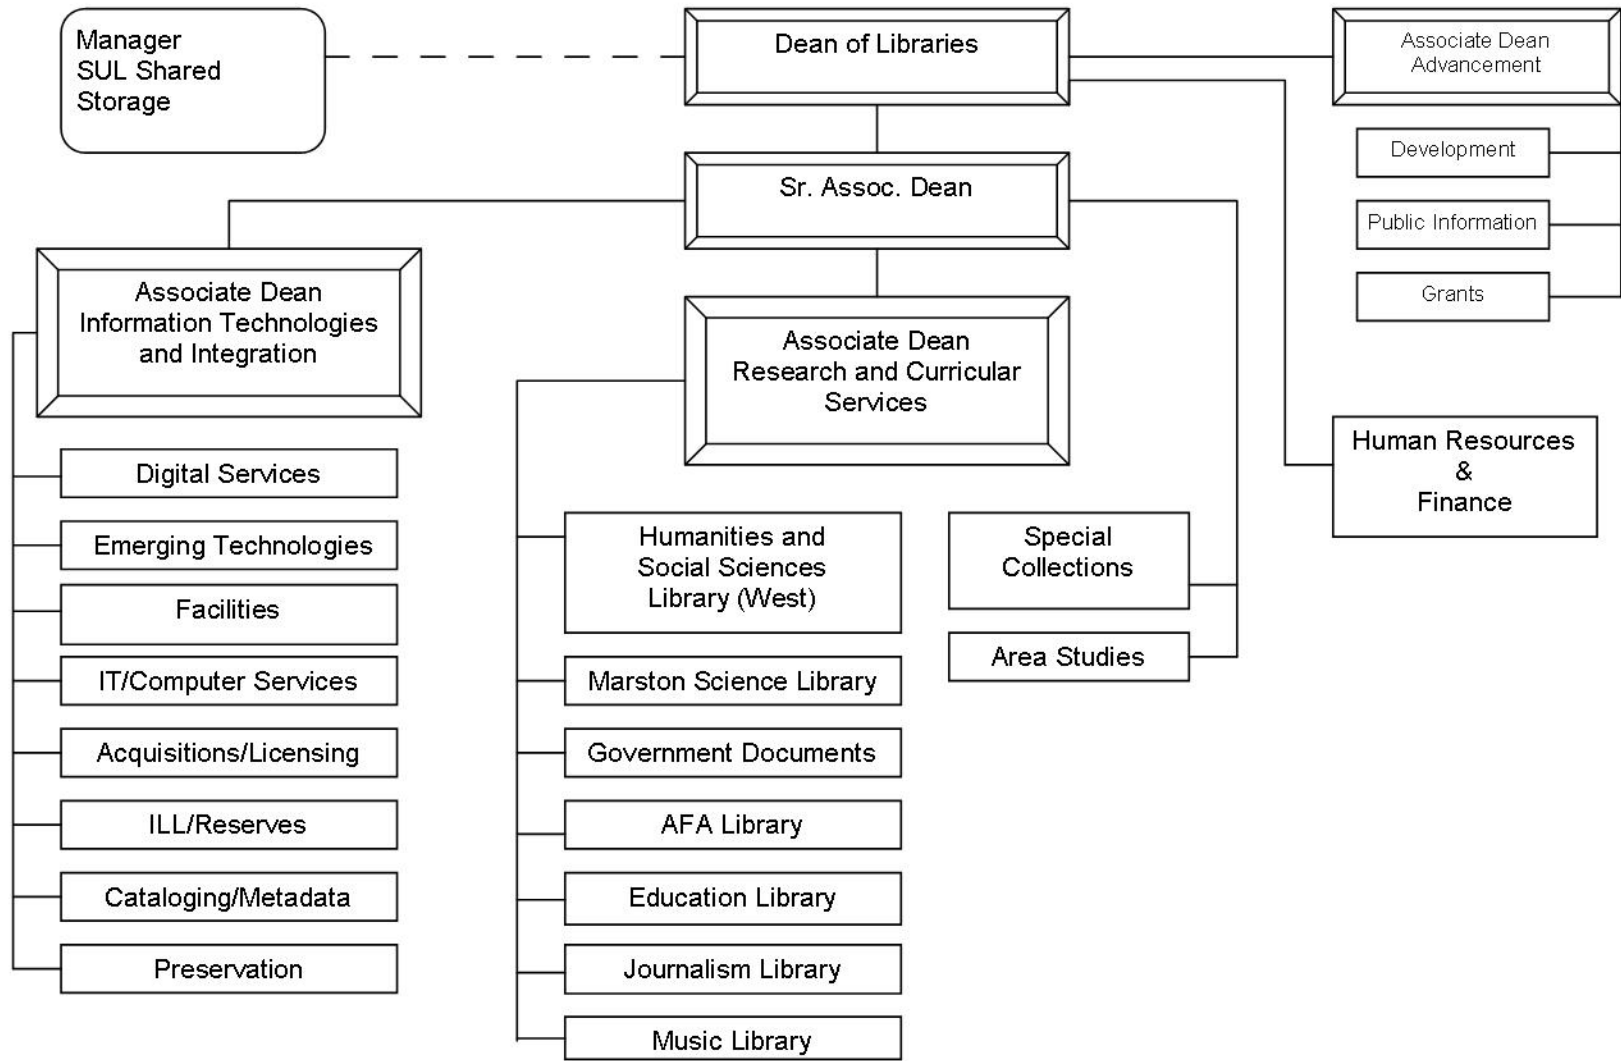 Manager
SUL Shared
Storage
Dean of Libraries
Associate Dean
Advancement
Development
Public Information
Grants
Sr. Assoc. Dean
Associate Dean
Information Technologies
and Integration
Associate Dean
Research and Curricular
Services
Human Resources
&
Finance
Digital Services
Emerging Technologies
Facilities
IT/Computer Services
Acquisitions/Licensing
ILL/Reserves
Cataloging/Metadata
Preservation
Humanities and
Social Sciences
Library (West)
Marston Science Library
Government Documents
AFA Library
Education Library
Journalism Library
Music Library
Special
Collections
Area Studies